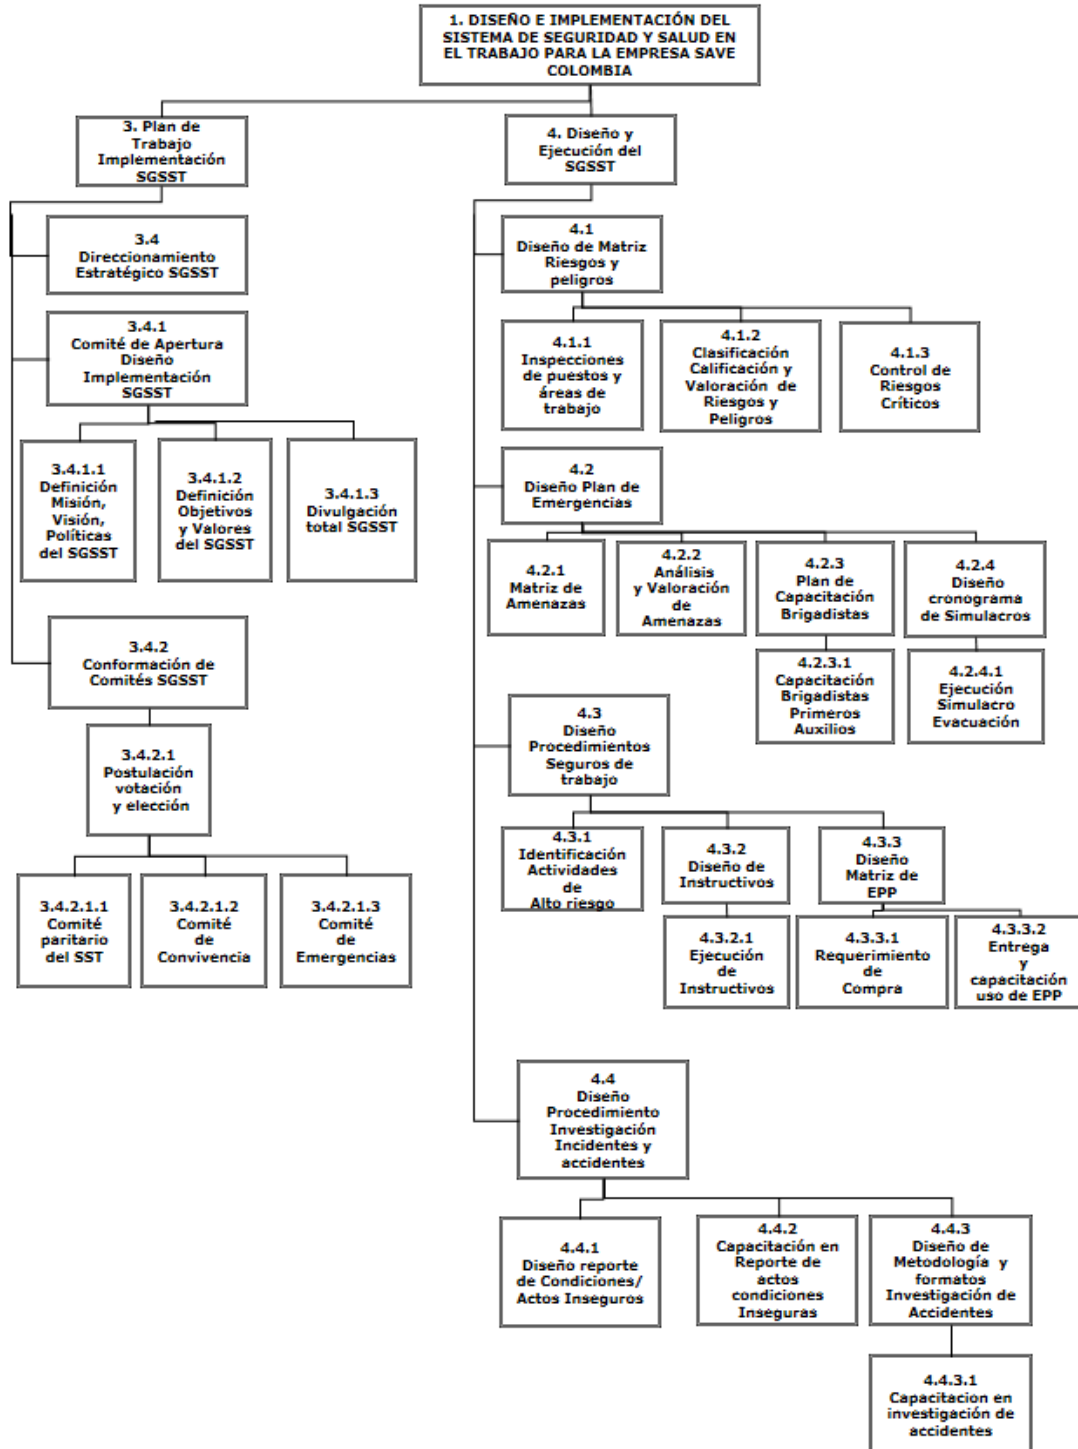 1. DISEÑO E IMPLEMENTACIÓN DEL
SISTEMA DE SEGURIDAD Y SALUD EN
EL TRABAJO PARA LA EMPRESA SAVE
COLOMBIA
3. Plan de
Trabajo
Implementación
SGSST
3.4
Direccionamiento
Estratégico SGSST
3.4.1
Comité de Apertura
Diseño
Implementación
SGSST
3.4.1.1
Definición
Misión,
Visión,
Políticas
del SGSST
3.4.1.2
Definición
Objetivos
y Valores
del SGSST
3.4.1.3
Divulgación
total SGSST
3.4.2
Conformación de
Comités SGSST
3.4.2.1
Postulación
votación
y elección
3.4.2.1.1
Comité
paritario
del SST
3.4.2.1.2
Comité
de
Convivencia
3.4.2.1.3
Comité
de
Emergencias
4. Diseño y
Ejecución del
SGSST
4.1
Diseño de Matriz
Riesgos y
peligros
4.1.1
Inspecciones
de puestos y
áreas de
trabajo
4.1.2
Clasificación
Calificación y
Valoración de
Riesgos y
Peligros
4.1.3
Control de
Riesgos
Críticos
4.2
Diseño Plan de
Emergencias
4.2.1
Matriz de
Amenazas
4.2.2
Análisis
y Valoración
de
Amenazas
4.2.3
Plan de
Capacitación
Brigadistas
4.2.4
Diseño
cronograma
de Simulacros
4.2.3.1
Capacitación
Brigadistas
Primeros
Auxilios
4.2.4.1
Ejecución
Simulacro
Evacuación
4.3
Diseño
Procedimientos
Seguros de
trabajo
4.3.1
Identificación
Actividades
de
Alto riesgo
4.3.2
Diseño de
Instructivos
4.3.3
Diseño
Matriz de
EPP
4.3.2.1
Ejecución
de
Instructivos
4.3.3.1
Requerimiento
de
Compra
4.3.3.2
Entrega
y
capacitación
uso de EPP
4.4
Diseño
Procedimiento
Investigación
Incidentes y
accidentes
4.4.1
Diseño reporte
de Condiciones/
Actos Inseguros
4.4.2
Capacitación en
Reporte de
actos
condiciones
Inseguras
4.4.3
Diseño de
Metodología y
formatos
Investigación de
Accidentes
4.4.3.1
Capacitacion en
investigación de
accidentes